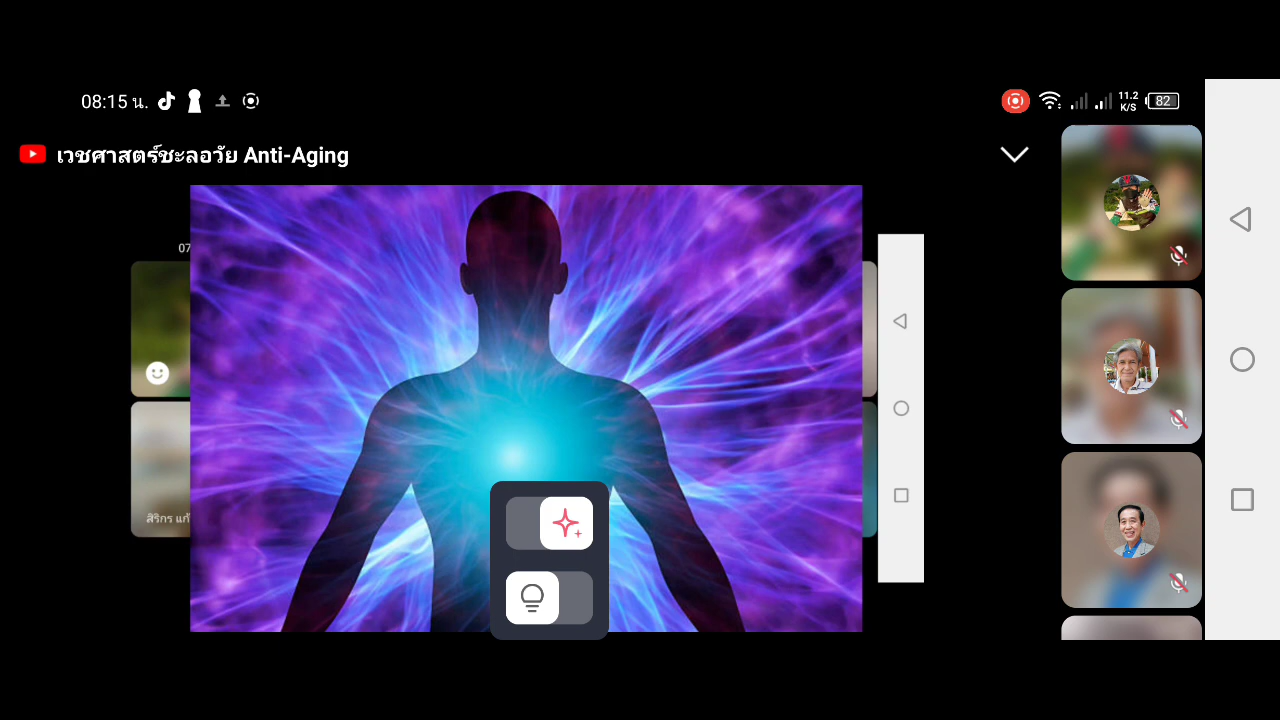 08:15 น.
11.2
K/S
82
เวชศาสตร์ชะลอวัย Anti-Aging
07
สิริกร แก้